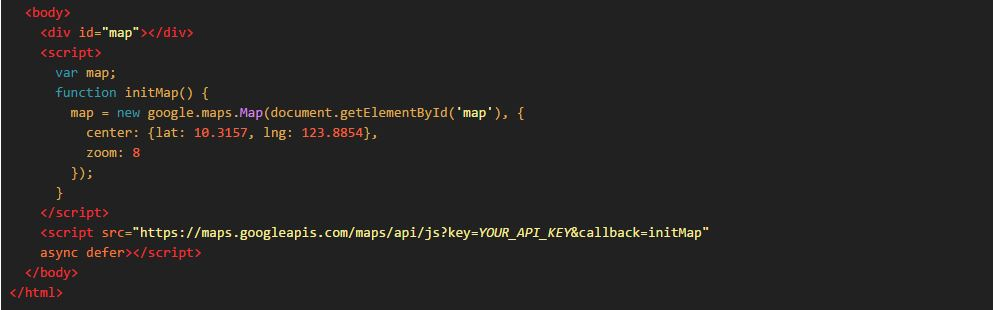 <body>
<div id="map"></div>
<script>
var map;
function initMap() {
map = new google.maps.Map(document.getElementById('map'), {
center: {lat: 10.3157, lng: 123.8854},
zoom: 8
});
}
</script>
<script src="https://maps.googleapis.com/maps/api/js?key=YOUR_API_KEY&callback=initMap"
async defer></script>
</body>
</html>